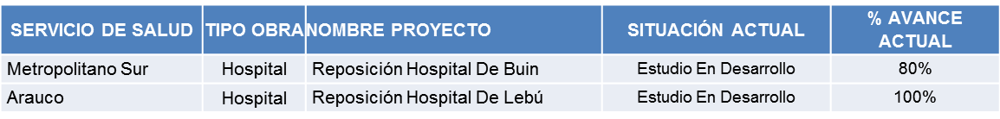 SERVICIO DE SALUD TIPO OBRA NOMBRE PROYECTO SITUACIÓN ACTUAL % AVANCE ACTUAL
Metropolitano Sur Hospital Reposición Hospital De Buin Estudio En Desarrollo 80%
Arauco Hospital Reposición Hospital De Lebú Estudio En Desarrollo 100%